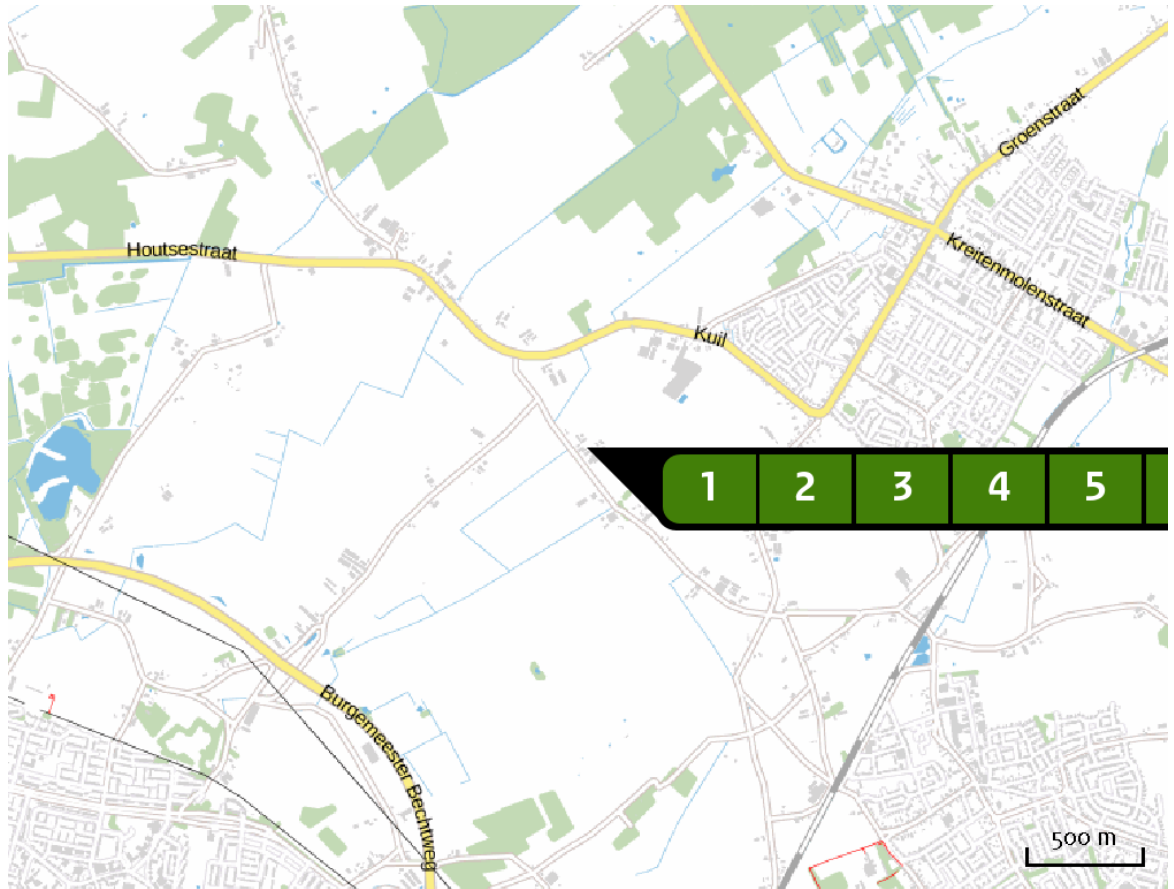 Groenstraat
Houtsestraat
Kreitenmolenstraat
Kuil
1 2 3 4 5
Burgemeester Bechtweg
500 m